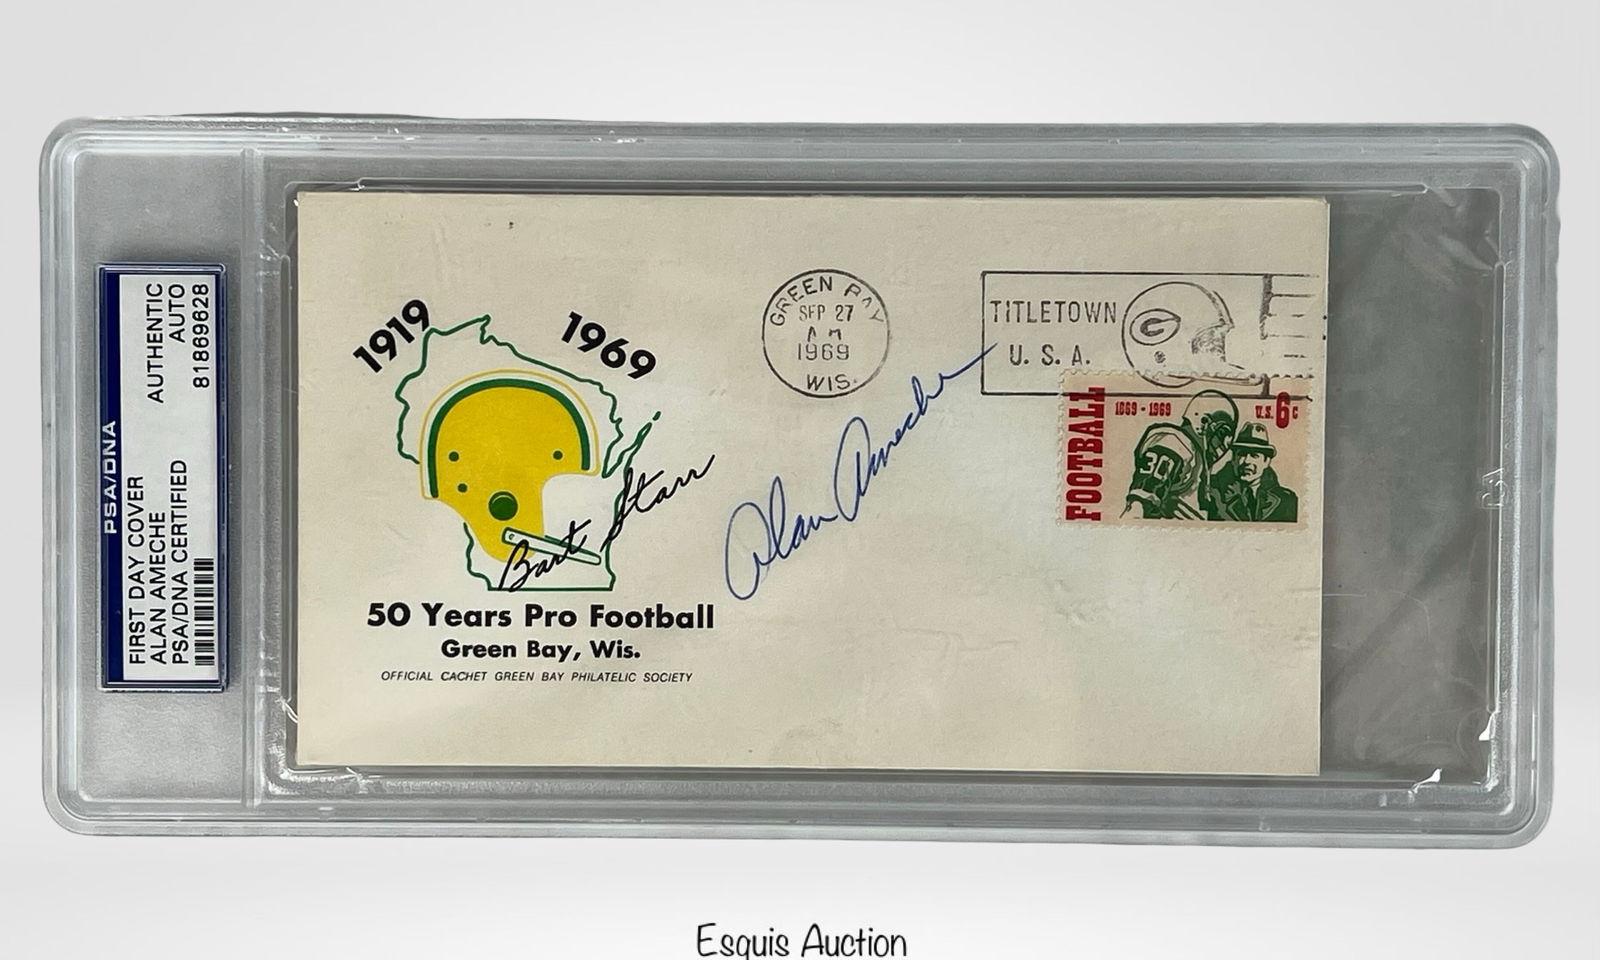 PSA/DNA
FIRST DAY COVER
ALAN AMECHE
PSA/DNA CERTIFIED
AUTHENTIC
AUTO
81869628
1919 1969
Bart Starr
50 Years Pro Football
Green Bay, Wis.
OFFICIAL CACHET GREEN BAY PHILATELIC SOCIETY
Alan Ameche
GREEN BAY
SEP 27
AM
1969
WIS.
TITLETOWN
U. S. A.
G
FOOTBALL
1869-1969
U.S. 6c
30
Esquis Auction